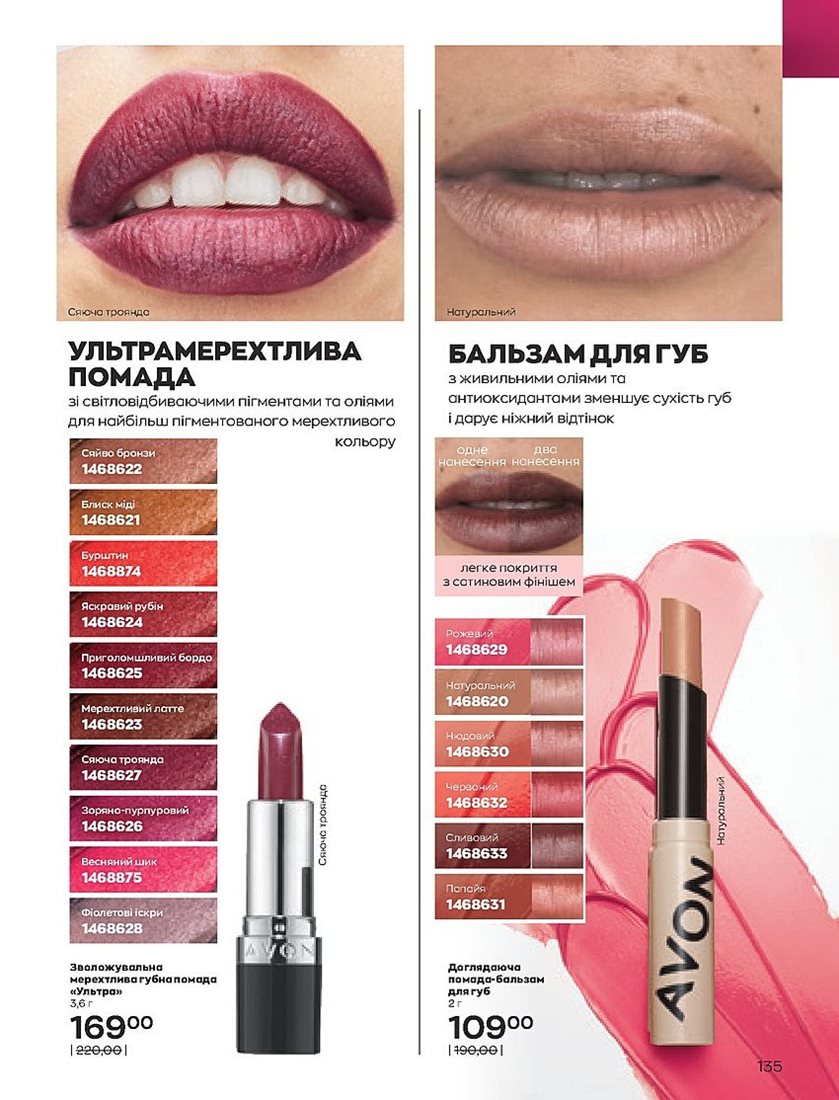 Сяюча троянда
УЛЬТРАМЕРЕХТЛИВА
ПОМАДА
зі світловідбиваючими пігментами та оліями
для найбільш пігментованого мерехтливого
кольору
Сяйво бронзи
1468622
Блиск міді
1468621
Бурштин
1468874
Яскравий рубін
1468624
Приголомшливий бордо
1468625
Мерехтливий латте
1468623
Сяюча троянда
1468627
Зоряно-пурпуровий
1468626
Весняний шик
1468875
Фіолетові іскри
1468628
Сяюча троянда
AVON
Зволожувальна
мерехтлива губна помада
«Ультра»
3,6 г
16900
| 220,00 |
Натуральний
БАЛЬЗАМ ДЛЯ ГУБ
з живильними оліями та
антиоксидантами зменшує сухість губ
і дарує ніжний відтінок
одне нанесення
два нанесення
легке покриття
з сатиновим фінішем
Рожевий
1468629
Натуральний
1468620
Нюдовий
1468630
Червоний
1468632
Сливовий
1468633
Папайя
1468631
Натуральний
AVON
Доглядаюча
помада-бальзам
для губ
2 г
10900
| 190,00 |
135